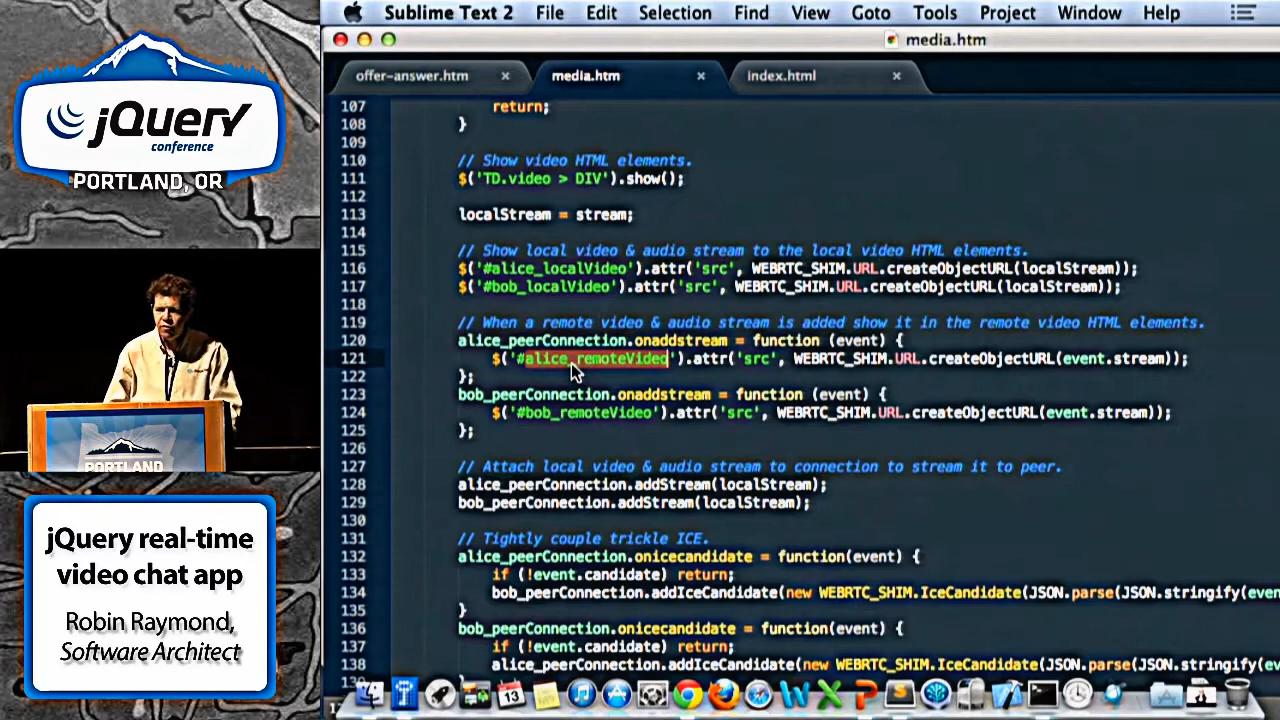 Sublime Text 2 File Edit Selection Find View Goto Tools Project Window Help
media.htm
offer-answer.htm × media.htm × index.html ×
jQuery
conference
PORTLAND, OR
107 return;
108 }
109
110 // Show video HTML elements.
111 $('TD.video > DIV').show();
112
113 localStream = stream;
114
115 // Show local video & audio stream to the local video HTML elements.
116 $('#alice_localVideo').attr('src', WEBRTC_SHIM.URL.createObjectURL(localStream));
117 $('#bob_localVideo').attr('src', WEBRTC_SHIM.URL.createObjectURL(localStream));
118
119 // When a remote video & audio stream is added show it in the remote video HTML elements.
120 alice_peerConnection.onaddstream = function (event) {
121 $('#alice_remoteVideo').attr('src', WEBRTC_SHIM.URL.createObjectURL(event.stream));
122 };
123 bob_peerConnection.onaddstream = function (event) {
124 $('#bob_remoteVideo').attr('src', WEBRTC_SHIM.URL.createObjectURL(event.stream));
125 };
126
127 // Attach local video & audio stream to connection to stream it to peer.
128 alice_peerConnection.addStream(localStream);
129 bob_peerConnection.addStream(localStream);
130
131 // Tightly couple trickle ICE.
132 alice_peerConnection.onicecandidate = function(event) {
133 if (!event.candidate) return;
134 bob_peerConnection.addIceCandidate(new WEBRTC_SHIM.IceCandidate(JSON.parse(JSON.stringify(even
135 }
136 bob_peerConnection.onicecandidate = function(event) {
137 if (!event.candidate) return;
138 alice_peerConnection.addIceCandidate(new WEBRTC_SHIM.IceCandidate(JSON.parse(JSON.stringify(eve
PORTLAND
jQuery real-time
video chat app
Robin Raymond,
Software Architect
13